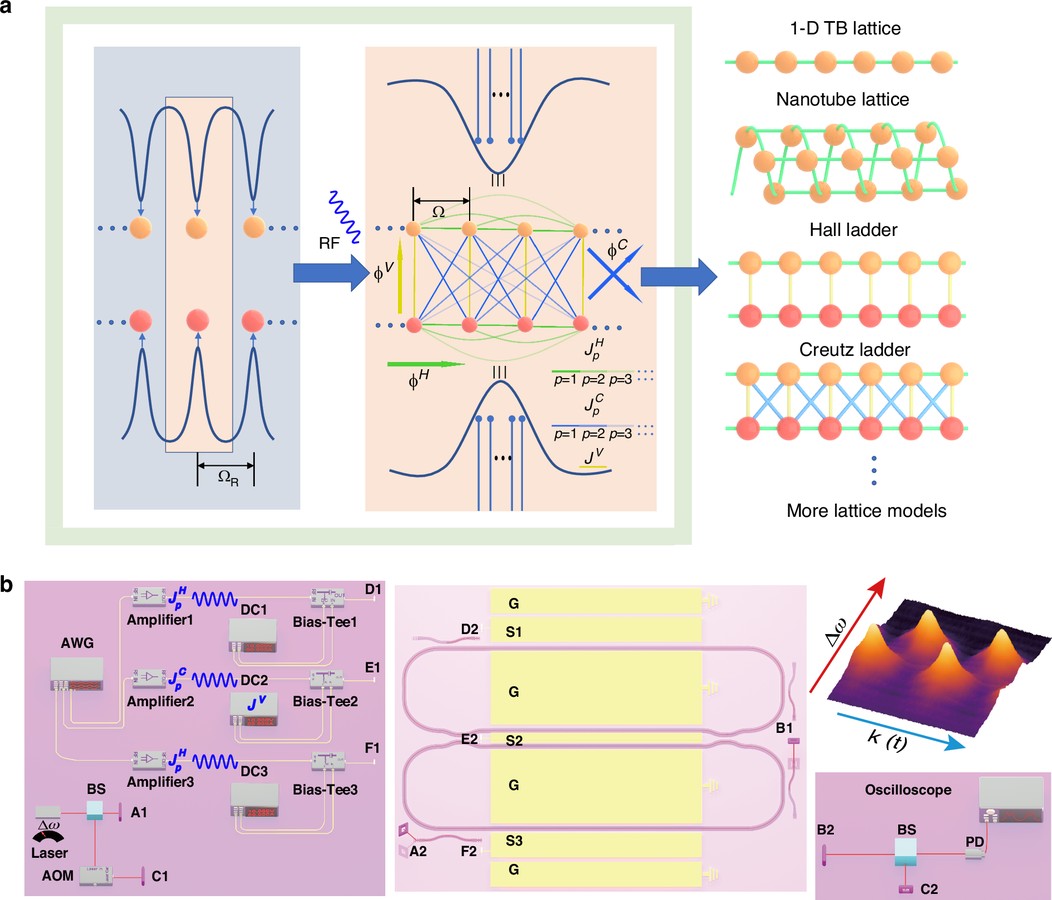 a
1-D TB lattice
Nanotube lattice
Hall ladder
Creutz ladder
More lattice models
Ω_R
RF
Ω
ϕ^V
ϕ^C
ϕ^H
J_p^H
p=1 p=2 p=3
J_p^C
p=1 p=2 p=3
J^V
b
AWG
Amplifier1
J_p^H
DC1
Bias-Tee1
D1
Amplifier2
J_p^C
DC2
J^V
Bias-Tee2
E1
Amplifier3
J_p^H
DC3
Bias-Tee3
F1
BS
A1
Δω
Laser
AOM
C1
G
D2
S1
G
E2
S2
B1
G
A2
F2
S3
G
Δω
k (t)
Oscilloscope
B2
BS
PD
C2